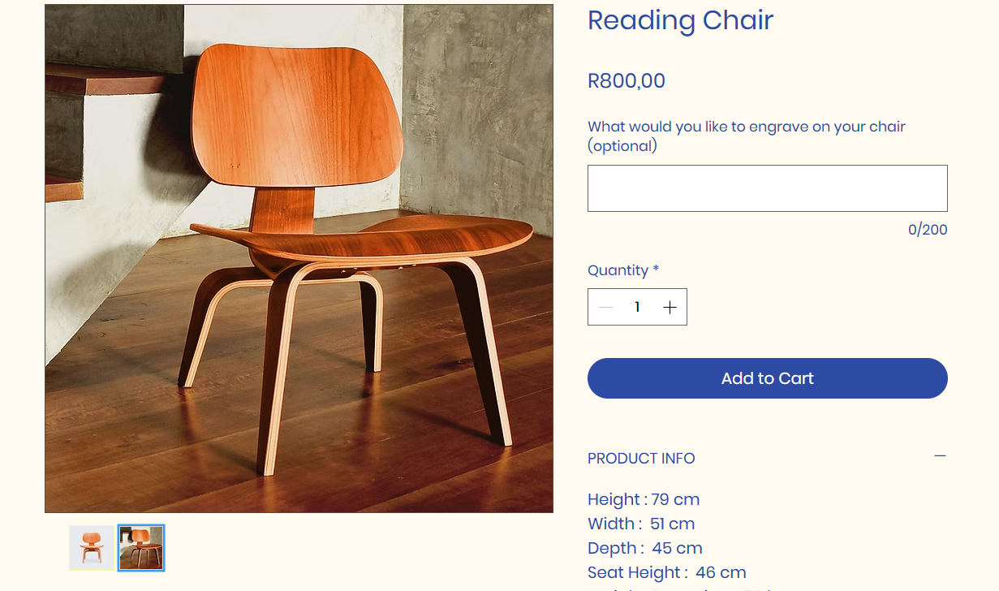 Reading Chair
R800,00
What would you like to engrave on your chair
(optional)
0/200
Quantity *
1
Add to Cart
PRODUCT INFO
Height : 79 cm
Width :  51 cm
Depth :  45 cm
Seat Height :  46 cm